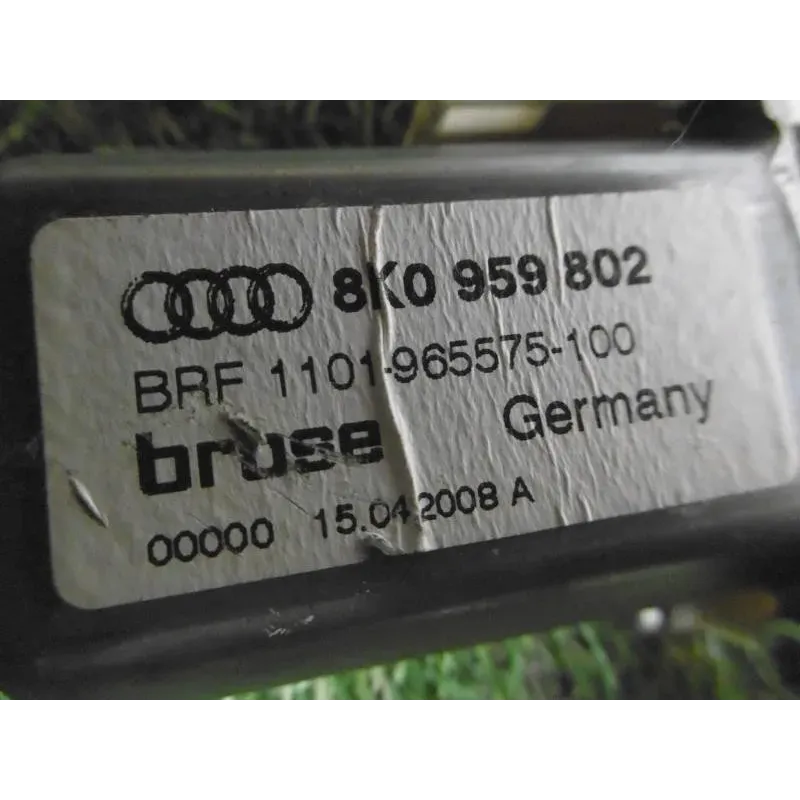 8K0 959 802
BRF 1101-965575-100
brose Germany
00000 15.04.2008 A